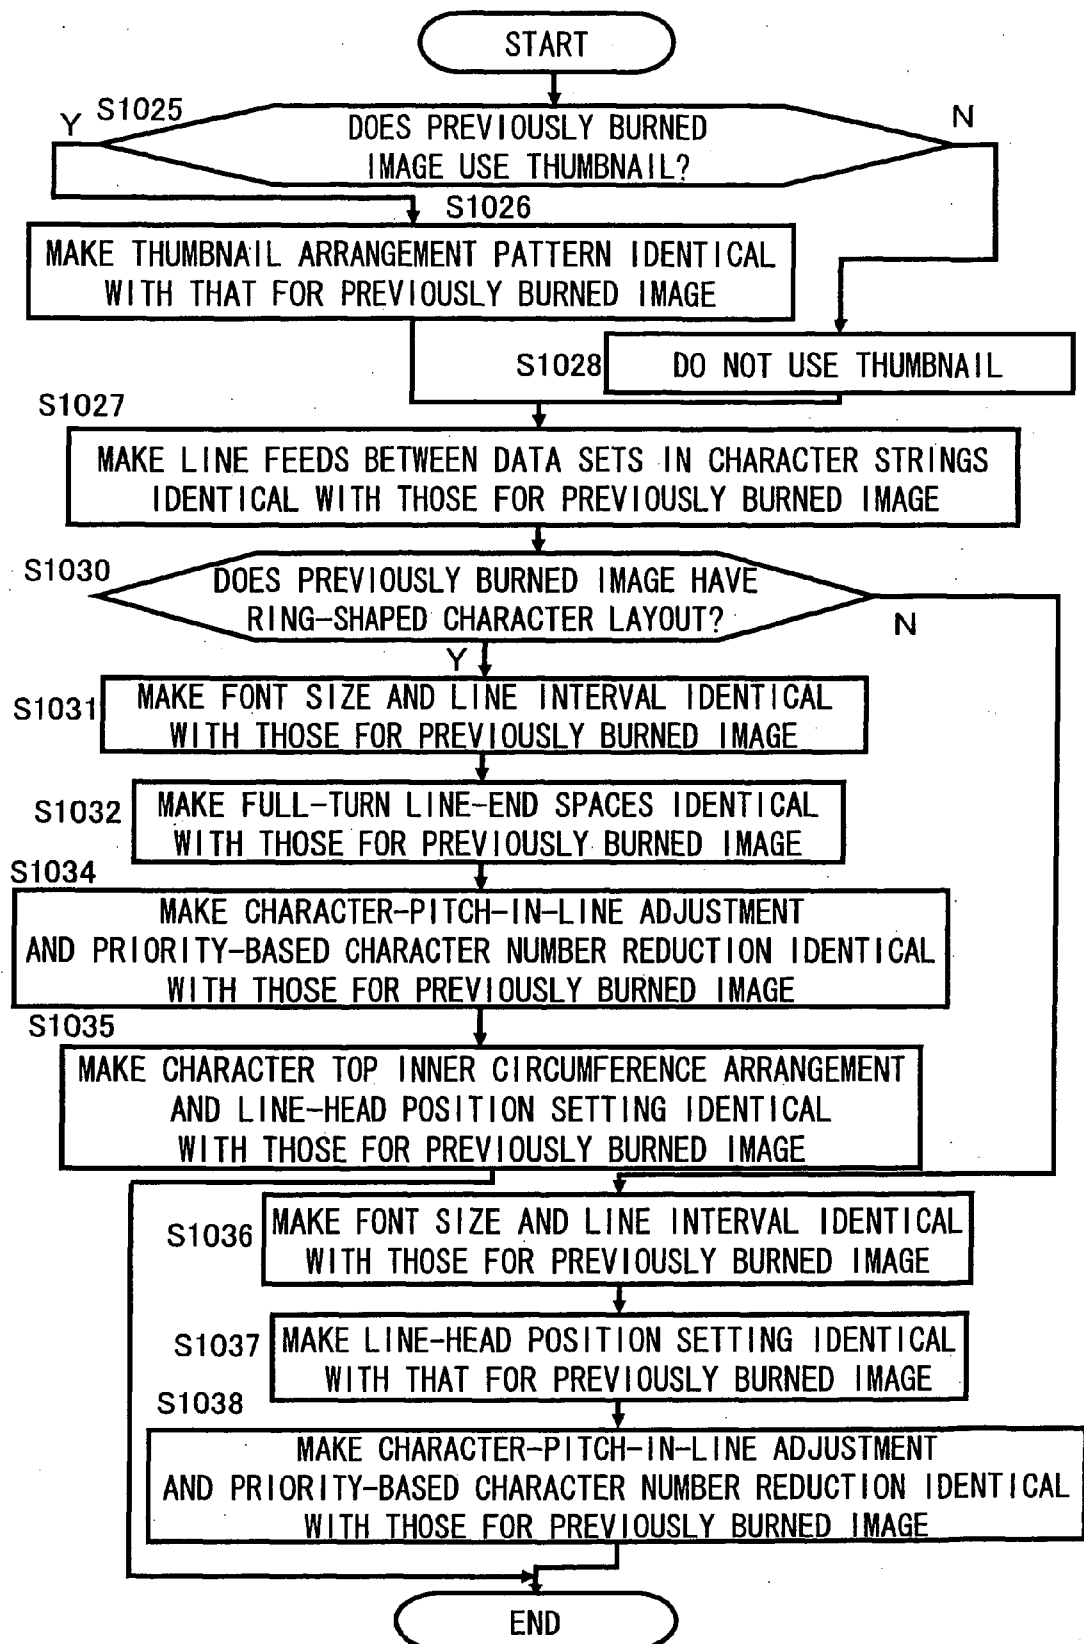 START
S1025
Y
N
DOES PREVIOUSLY BURNED
IMAGE USE THUMBNAIL?
S1026
MAKE THUMBNAIL ARRANGEMENT PATTERN IDENTICAL
WITH THAT FOR PREVIOUSLY BURNED IMAGE
S1028
DO NOT USE THUMBNAIL
S1027
MAKE LINE FEEDS BETWEEN DATA SETS IN CHARACTER STRINGS
IDENTICAL WITH THOSE FOR PREVIOUSLY BURNED IMAGE
S1030
DOES PREVIOUSLY BURNED IMAGE HAVE
RING-SHAPED CHARACTER LAYOUT?
N
Y
S1031
MAKE FONT SIZE AND LINE INTERVAL IDENTICAL
WITH THOSE FOR PREVIOUSLY BURNED IMAGE
S1032
MAKE FULL-TURN LINE-END SPACES IDENTICAL
WITH THOSE FOR PREVIOUSLY BURNED IMAGE
S1034
MAKE CHARACTER-PITCH-IN-LINE ADJUSTMENT
AND PRIORITY-BASED CHARACTER NUMBER REDUCTION IDENTICAL
WITH THOSE FOR PREVIOUSLY BURNED IMAGE
S1035
MAKE CHARACTER TOP INNER CIRCUMFERENCE ARRANGEMENT
AND LINE-HEAD POSITION SETTING IDENTICAL
WITH THOSE FOR PREVIOUSLY BURNED IMAGE
S1036
MAKE FONT SIZE AND LINE INTERVAL IDENTICAL
WITH THOSE FOR PREVIOUSLY BURNED IMAGE
S1037
MAKE LINE-HEAD POSITION SETTING IDENTICAL
WITH THAT FOR PREVIOUSLY BURNED IMAGE
S1038
MAKE CHARACTER-PITCH-IN-LINE ADJUSTMENT
AND PRIORITY-BASED CHARACTER NUMBER REDUCTION IDENTICAL
WITH THOSE FOR PREVIOUSLY BURNED IMAGE
END